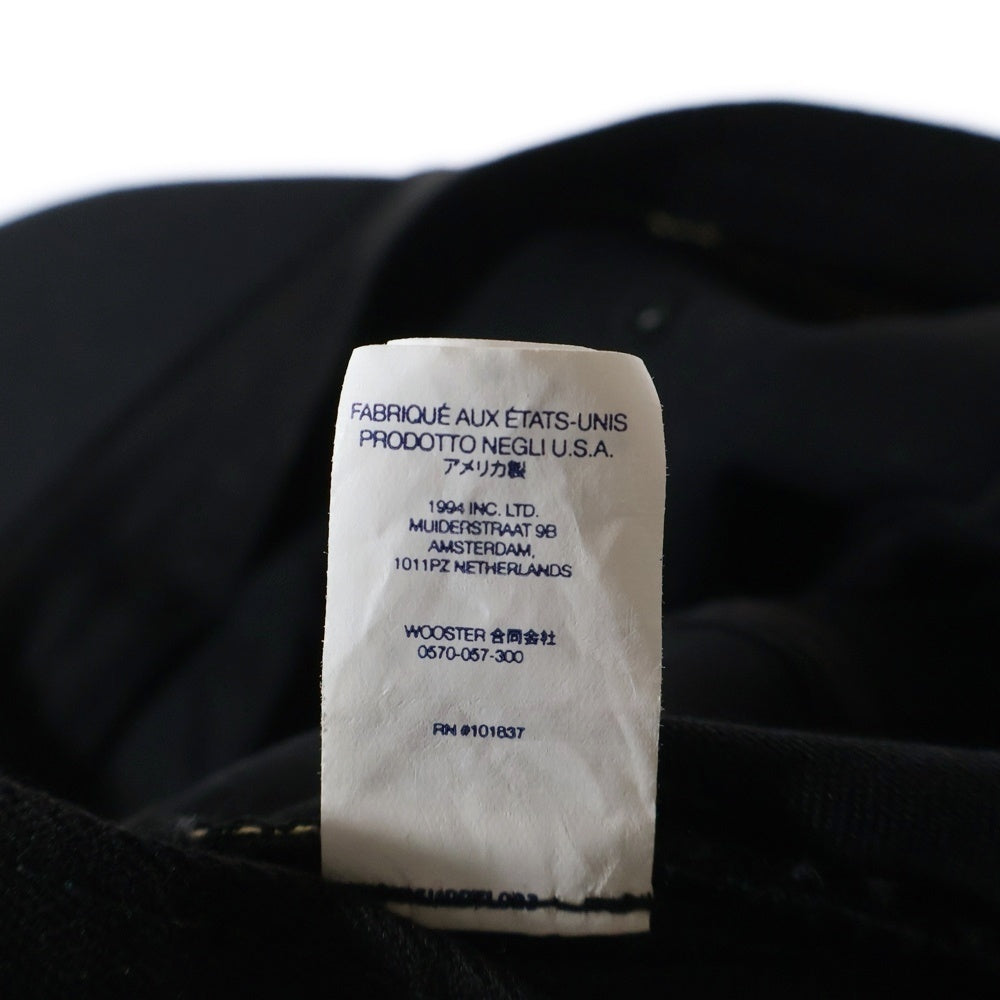 FABRIQUÉ AUX ÉTATS-UNIS
PRODOTTO NEGLI U.S.A.
アメリカ製
1994 INC. LTD.
MUIDERSTRAAT 9B
AMSTERDAM,
1011PZ NETHERLANDS
WOOSTER 合同会社
0570-057-300
RN #101837